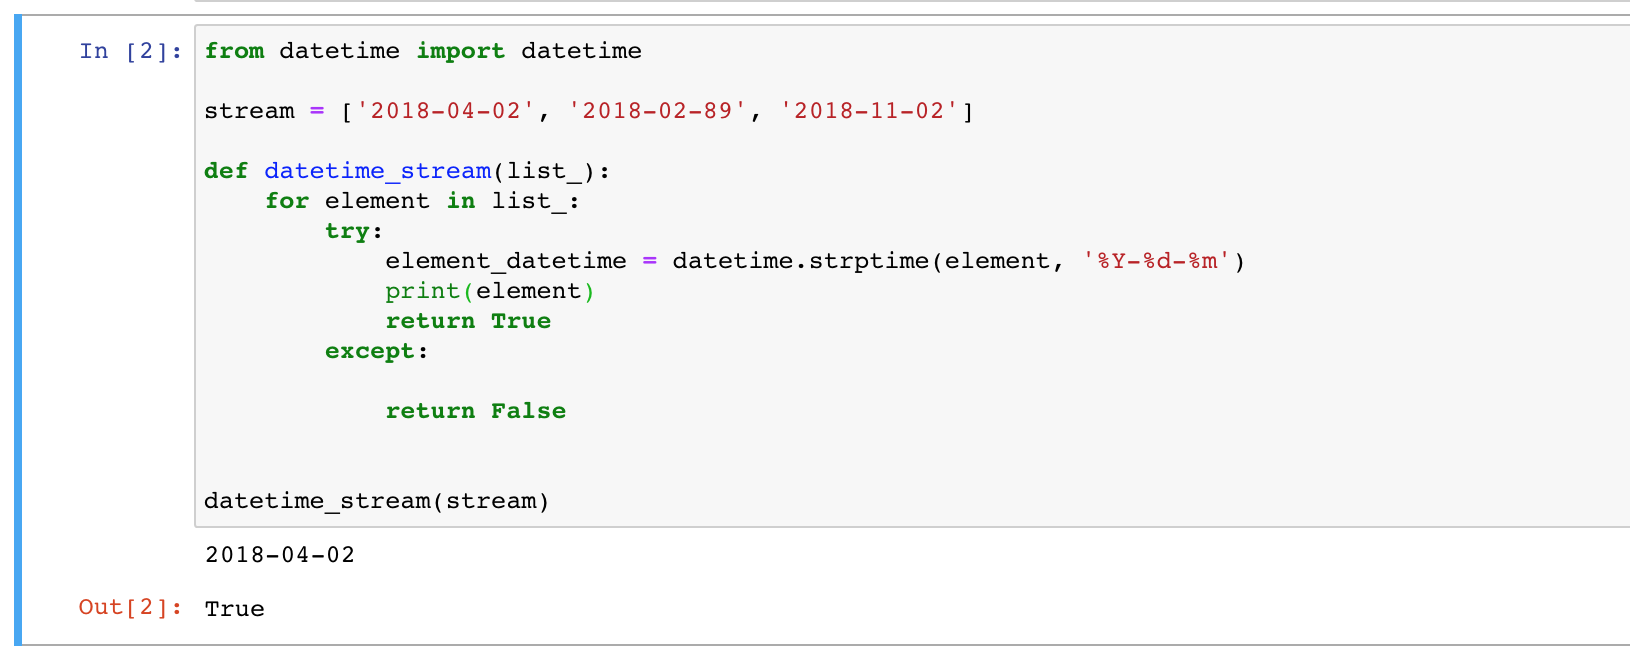 In [2]: from datetime import datetime
stream = ['2018-04-02', '2018-02-89', '2018-11-02']
def datetime_stream(list_):
    for element in list_:
        try:
            element_datetime = datetime.strptime(element, '%Y-%d-%m')
            print(element)
            return True
        except:
            return False
datetime_stream(stream)
2018-04-02
Out[2]: True